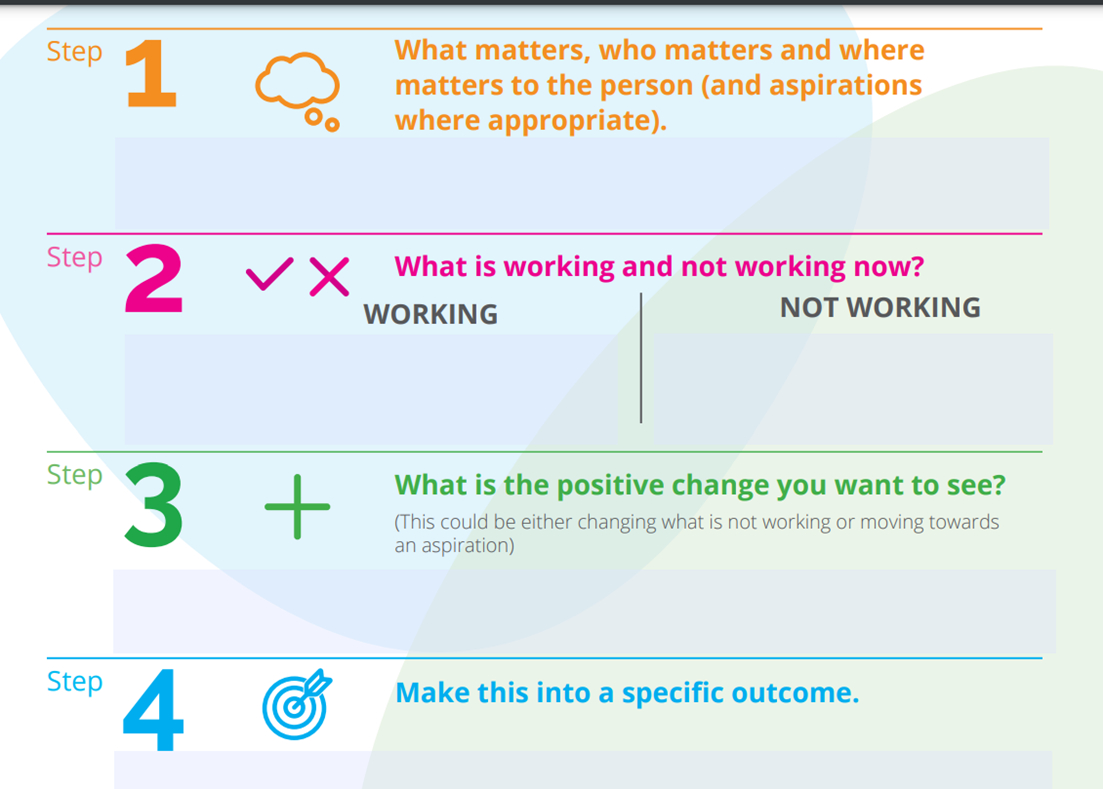 Step 1
What matters, who matters and where
matters to the person (and aspirations
where appropriate).
Step 2
What is working and not working now?
WORKING
NOT WORKING
Step 3
What is the positive change you want to see?
(This could be either changing what is not working or moving towards
an aspiration)
Step 4
Make this into a specific outcome.